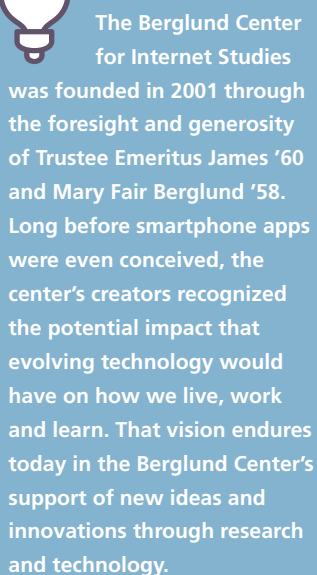 The Berglund Center
for Internet Studies
was founded in 2001 through
the foresight and generosity
of Trustee Emeritus James ’60
and Mary Fair Berglund ’58.
Long before smartphone apps
were even conceived, the
center’s creators recognized
the potential impact that
evolving technology would
have on how we live, work
and learn. That vision endures
today in the Berglund Center’s
support of new ideas and
innovations through research
and technology.